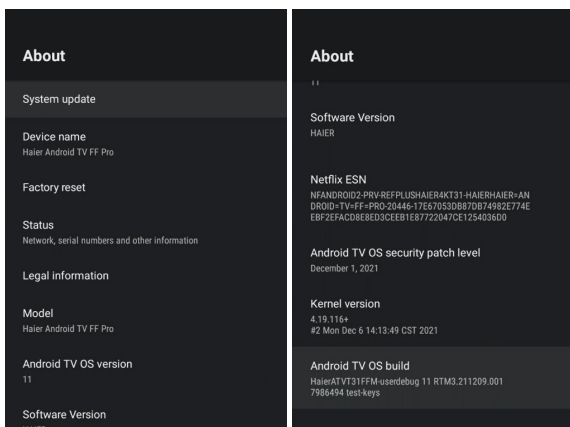 About
System update
Device name
Haier Android TV FF Pro
Factory reset
Status
Network, serial numbers and other information
Legal information
Model
Haier Android TV FF Pro
Android TV OS version
11
Software Version
About
11
Software Version
HAIER
Netflix ESN
NFANDROID2-PRV-REFPLUSHAIER4KT31-HAIERHAIER=AN
DROID=TV=FF=PRO-20446-17E67053DB87DB74982E774E
EBF2EFACD8E8ED3CEEB1E87722047CE1254036D0
Android TV OS security patch level
December 1, 2021
Kernel version
4.19.116+
#2 Mon Dec 6 14:13:49 CST 2021
Android TV OS build
HaierATVT31FFM-userdebug 11 RTM3.211209.001
7986494 test-keys